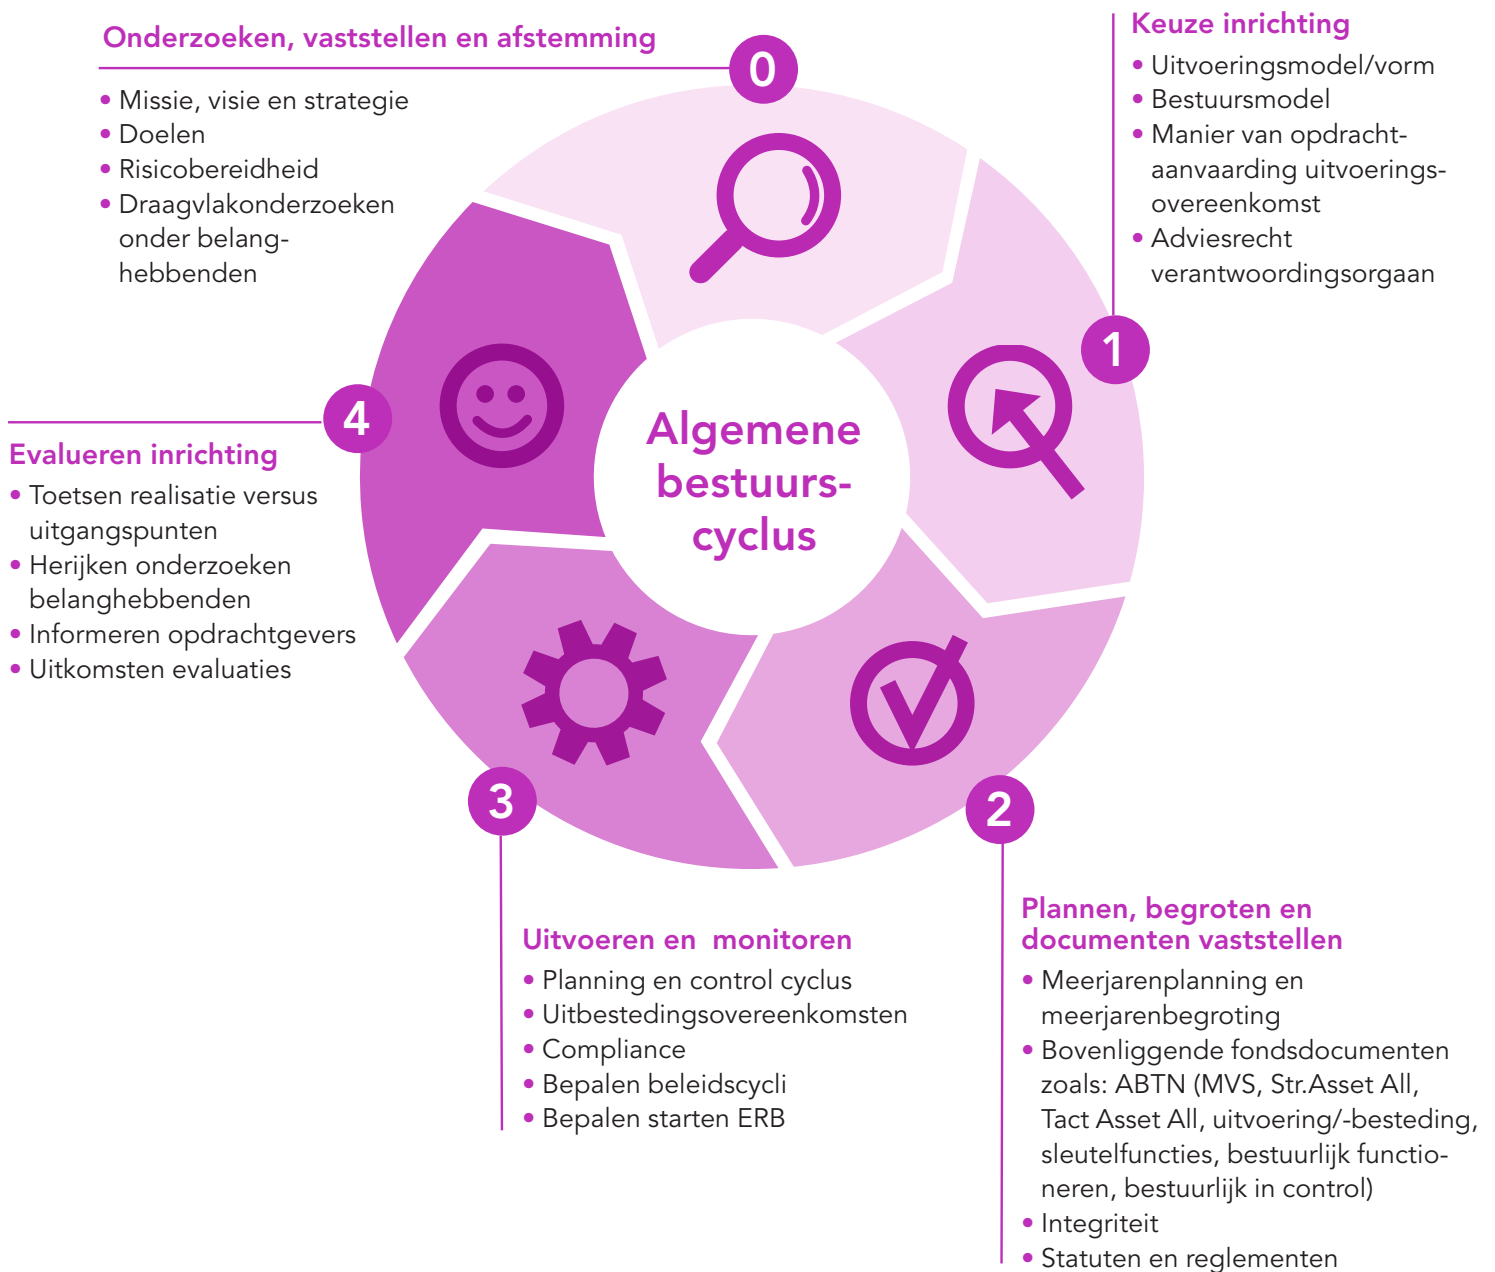 Onderzoeken, vaststellen en afstemming
0
• Missie, visie en strategie
• Doelen
• Risicobereidheid
• Draagvlakonderzoeken
onder belang-
hebbenden
Keuze inrichting
• Uitvoeringsmodel/vorm
• Bestuursmodel
• Manier van opdracht-
aanvaarding uitvoerings-
overeenkomst
• Adviesrecht
verantwoordingsorgaan
1
Algemene
bestuurs-
cyclus
4
Evalueren inrichting
• Toetsen realisatie versus
uitgangspunten
• Herijken onderzoeken
belanghebbenden
• Informeren opdrachtgevers
• Uitkomsten evaluaties
3
Uitvoeren en  monitoren
• Planning en control cyclus
• Uitbestedingsovereenkomsten
• Compliance
• Bepalen beleidscycli
• Bepalen starten ERB
2
Plannen, begroten en
documenten vaststellen
• Meerjarenplanning en
meerjarenbegroting
• Bovenliggende fondsdocumenten
zoals: ABTN (MVS, Str.Asset All,
Tact Asset All, uitvoering/-besteding,
sleutelfuncties, bestuurlijk functio-
neren, bestuurlijk in control)
• Integriteit
• Statuten en reglementen